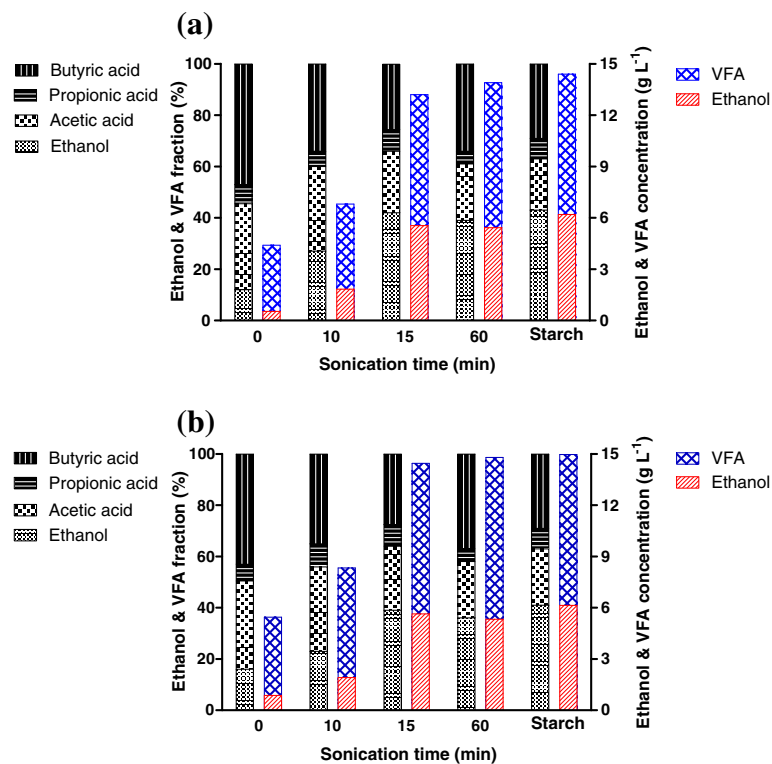 (a)
Butyric acid
Propionic acid
Acetic acid
Ethanol
Ethanol & VFA fraction (%)
100
80
60
40
20
0
15
12
9
6
3
0
Ethanol & VFA concentration (g L⁻¹)
VFA
Ethanol
0 10 15 60 Starch
Sonication time (min)
(b)
Butyric acid
Propionic acid
Acetic acid
Ethanol
Ethanol & VFA fraction (%)
100
80
60
40
20
0
15
12
9
6
3
0
Ethanol & VFA concentration (g L⁻¹)
VFA
Ethanol
0 10 15 60 Starch
Sonication time (min)